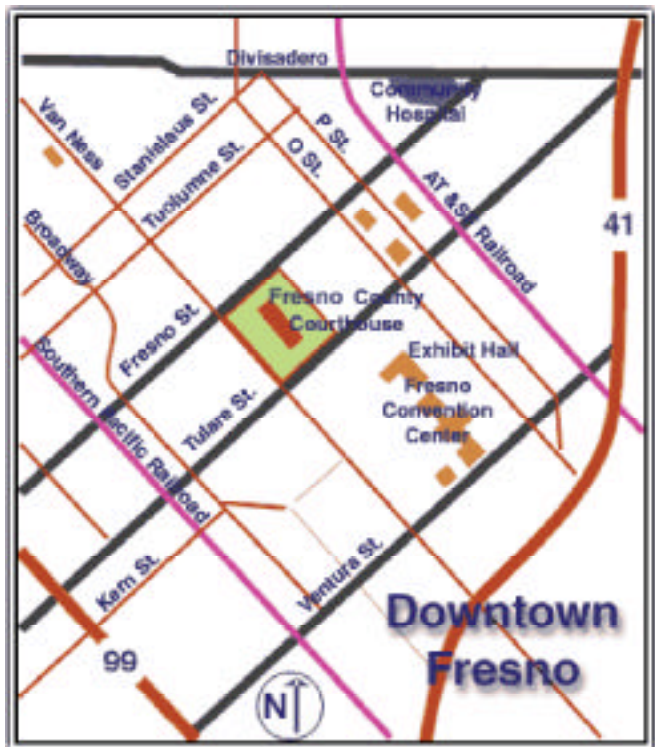 Divisadero
Community
Hospital
Van Ness
Stanislaus St.
P St.
O St.
Tuolumne St.
AT &SF Railroad
41
Broadway
Fresno St.
Fresno County
Courthouse
Exhibit Hall
Fresno
Convention
Center
Southern Pacific Railroad
Tulare St.
Kern St.
Ventura St.
Downtown
Fresno
99
N